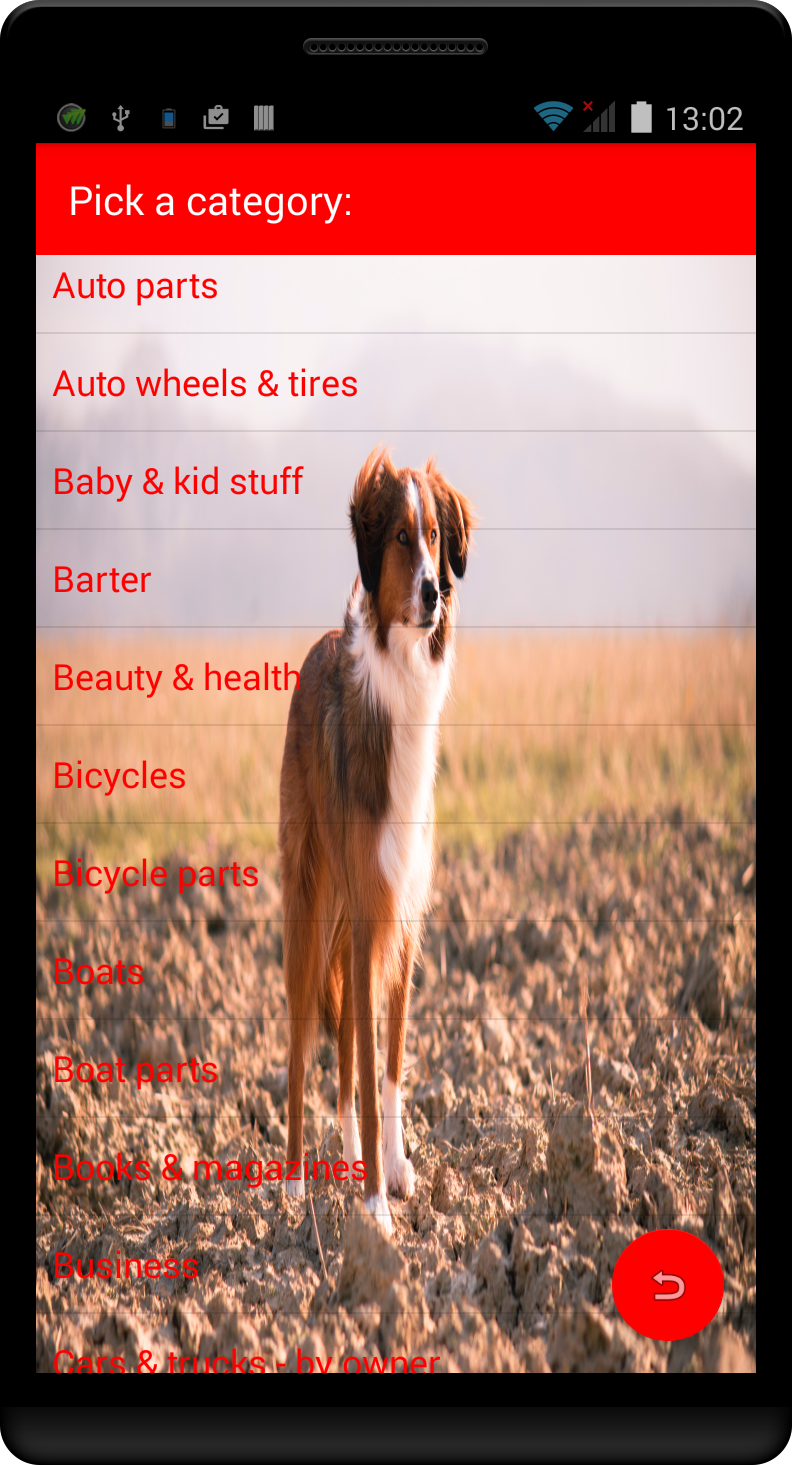 13:02
Pick a category:
Auto parts
Auto wheels & tires
Baby & kid stuff
Barter
Beauty & health
Bicycles
Bicycle parts
Boats
Boat parts
Books & magazines
Business
Cars & trucks - by owner